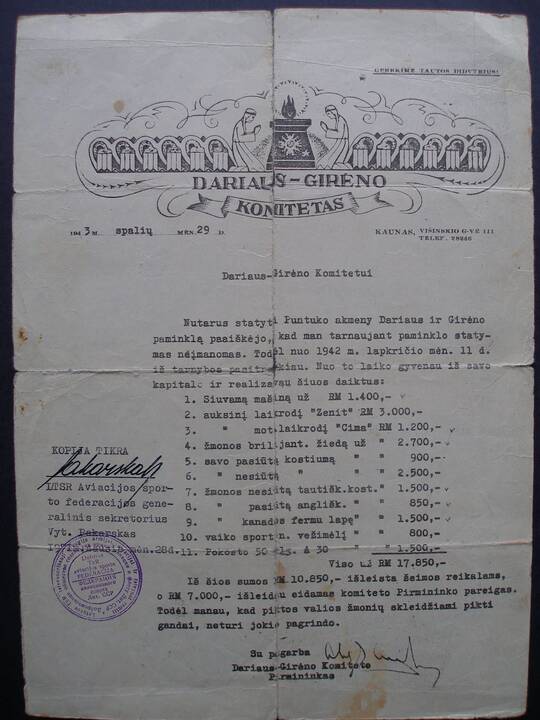 GERBKIME TAUTOS DIDVYRIUS!
DARIAUS-GIRĖNO
KOMITETAS
1943 M. spalių MĖN. 29 D.
KAUNAS, VIŠINSKIO G-VĖ 111
TELEF. 28246
Dariaus-Girėno Komitetui
Nutarus statyti Puntuko akmeny Dariaus ir Girėno
paminklą paaiškėjo, kad man tarnaujant paminklo staty-
mas neįmanomas. Todėl nuo 1942 m. lapkričio mėn. 11 d.
iš tarnybos pasitraukiau. Nuo to laiko gyvenau iš savo
kapitalo ir realizavau šiuos daiktus:
1. Siuvamą mašiną už RM 1.400,-
2. auksinį laikrodį "Zenit" RM 3.000,-
3. " mot.laikrodį "Cima" RM 1.200,-
4. žmonos briljant. žiedą už " 2.700,-
5. savo pasiūtą kostiumą " " 900,-
6. " nesiūtą " " " 2.500,-
7. žmonos nesiūtą tautišk.kost." 1.500,-
8. " pasiūtą anglišk. " " 850,-
9. " kanados fermu lapę " 1.500,-
10. vaiko sport.n. vežimėlį " 800,-
11. Pokosto 50 klg. à 30 " " 1.500,-
Viso už RM 17.850,-
KOPIJA TIKRA
LTSR Aviacijos spor-
to federacijos gene-
ralinis sekretorius
Vyt. Pakarskas
mėn. 28d.
Iš šios sumos RM 10.850,- išleista šeimos reikalams,
o RM 7.000,- išleidau eidamas komiteto Pirmininko pareigas.
Todėl manau, kad piktos valios žmonių skleidžiami pikti
gandai, neturi jokio pagrindo.
Su pagarba
Dariaus-Girėno Komiteto
Pirmininkas